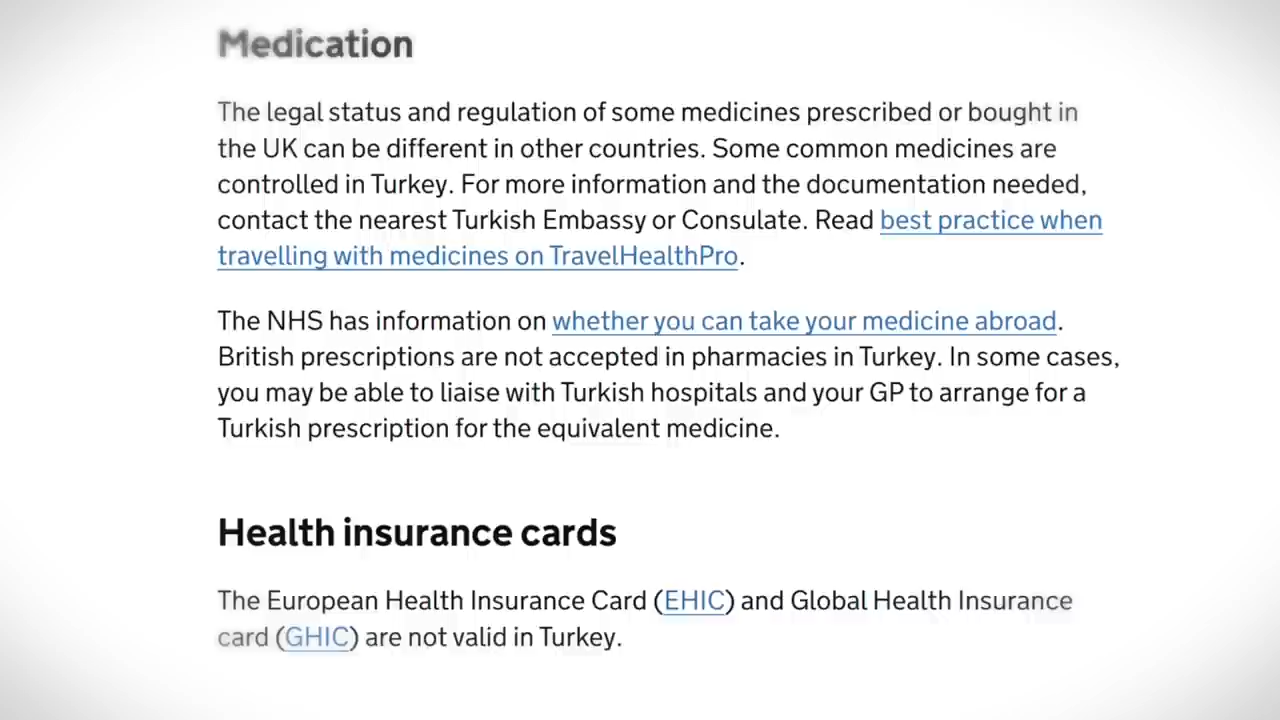 Medication
The legal status and regulation of some medicines prescribed or bought in
the UK can be different in other countries. Some common medicines are
controlled in Turkey. For more information and the documentation needed,
contact the nearest Turkish Embassy or Consulate. Read best practice when
travelling with medicines on TravelHealthPro.
The NHS has information on whether you can take your medicine abroad.
British prescriptions are not accepted in pharmacies in Turkey. In some cases,
you may be able to liaise with Turkish hospitals and your GP to arrange for a
Turkish prescription for the equivalent medicine.
Health insurance cards
The European Health Insurance Card (EHIC) and Global Health Insurance
card (GHIC) are not valid in Turkey.